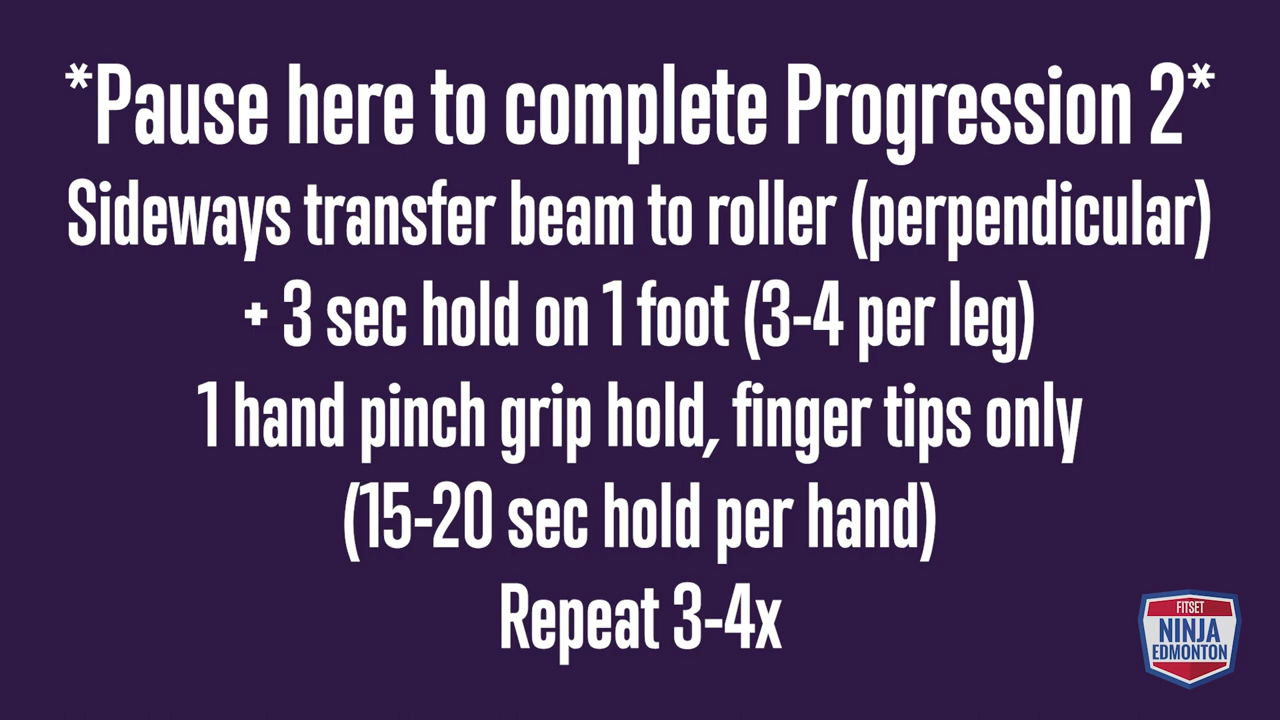 *Pause here to complete Progression 2*
Sideways transfer beam to roller (perpendicular)
+ 3 sec hold on 1 foot (3-4 per leg)
1 hand pinch grip hold, finger tips only
(15-20 sec hold per hand)
Repeat 3-4x
FITSET
NINJA
EDMONTON